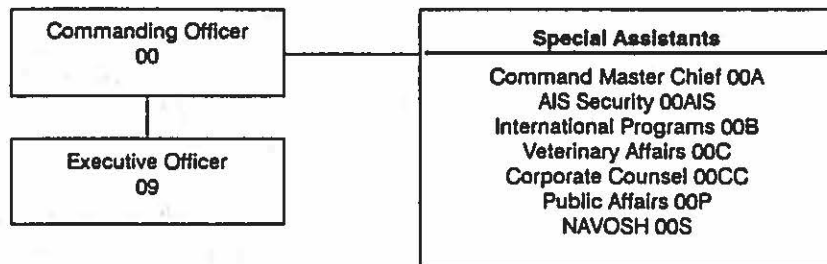 Commanding Officer
00
Executive Officer
09
Special Assistants
Command Master Chief 00A
AIS Security 00AIS
International Programs 00B
Veterinary Affairs 00C
Corporate Counsel 00CC
Public Affairs 00P
NAVOSH 00S